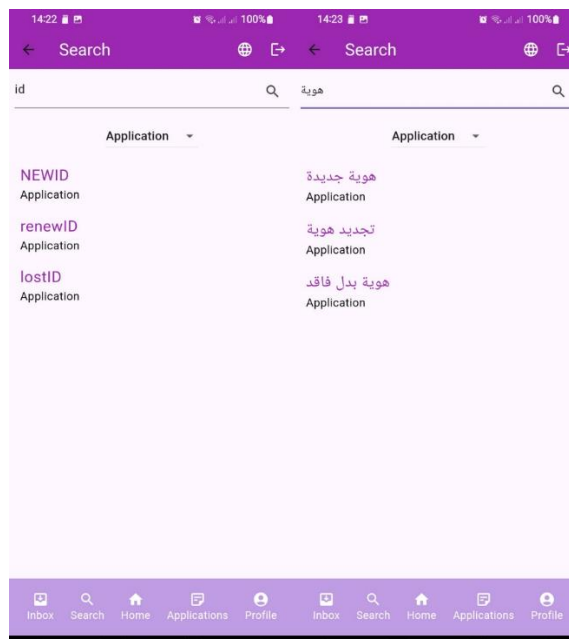 14:22 100%
Search
id
Application
NEWID
Application
renewID
Application
lostID
Application
Inbox Search Home Applications Profile
14:23 100%
Search
هوية
Application
هوية جديدة
Application
تجديد هوية
Application
هوية بدل فاقد
Application
Inbox Search Home Applications Profile